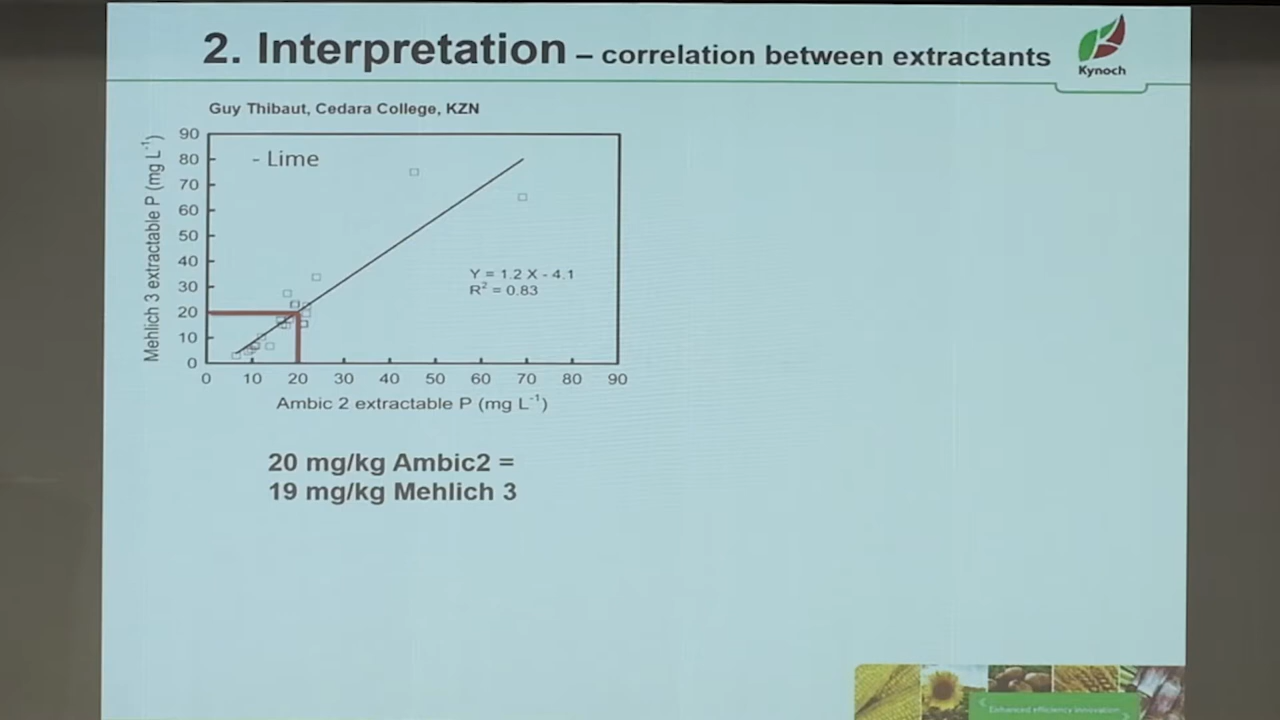 2. Interpretation – correlation between extractants
Kynoch
Guy Thibaut, Cedara College, KZN
- Lime
Mehlich 3 extractable P (mg L-1)
90
80
70
60
50
40
30
20
10
0
Y = 1.2 X - 4.1
R2 = 0.83
0 10 20 30 40 50 60 70 80 90
Ambic 2 extractable P (mg L-1)
20 mg/kg Ambic2 =
19 mg/kg Mehlich 3
Enhanced efficiency innovation